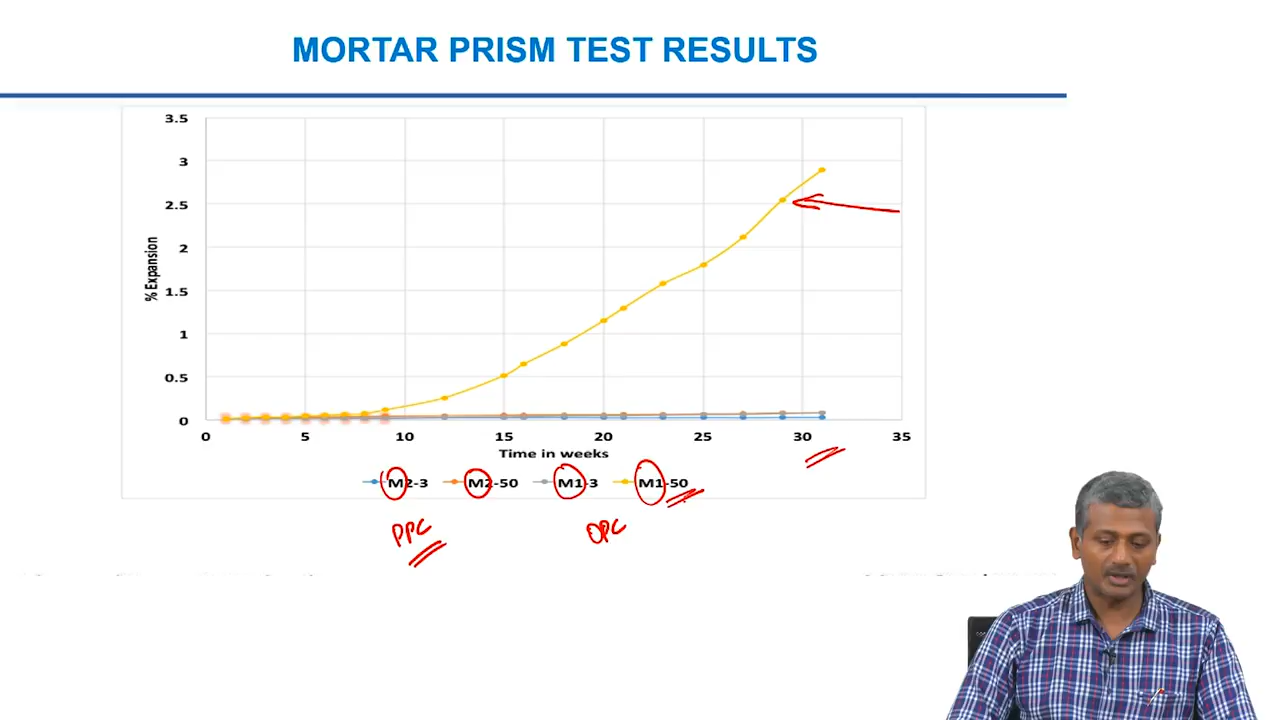 MORTAR PRISM TEST RESULTS
3.5
3
2.5
2
1.5
1
0.5
0
% Expansion
0 5 10 15 20 25 30 35
Time in weeks
M2-3 M2-50 M1-3 M1-50
PPC OPC